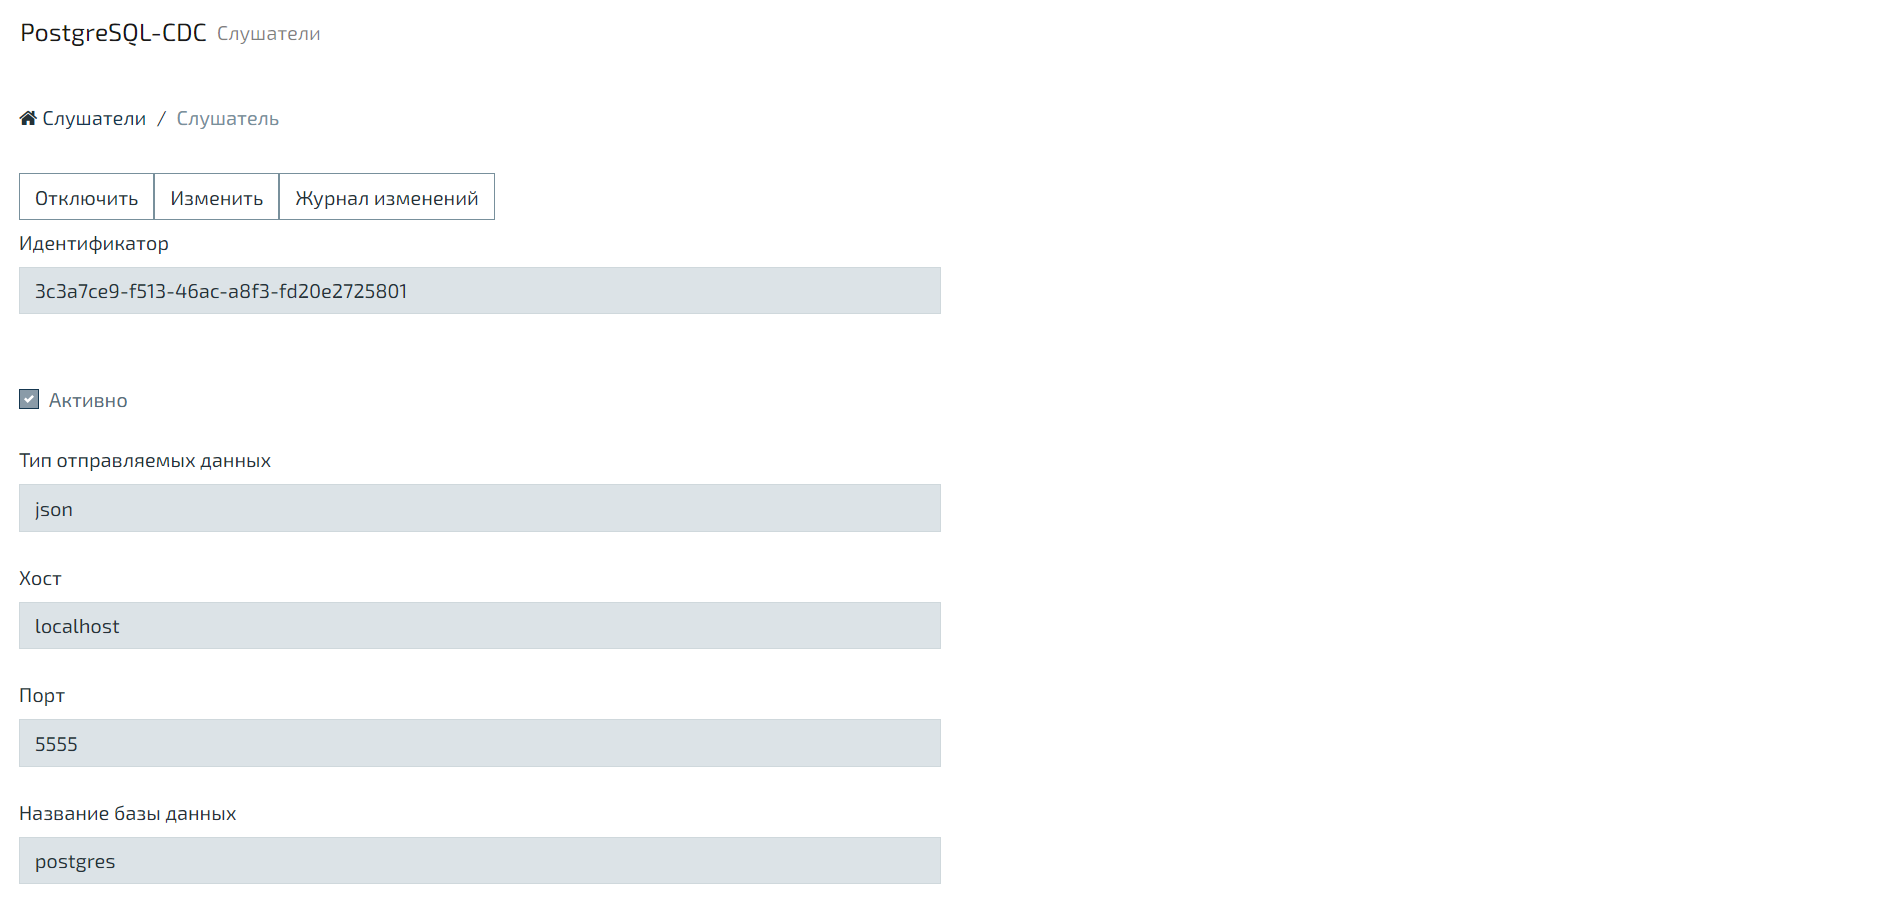 PostgreSQL-CDC Слушатели
Слушатели / Слушатель
Отключить Изменить Журнал изменений
Идентификатор
3c3a7ce9-f513-46ac-a8f3-fd20e2725801
Активно
Тип отправляемых данных
json
Хост
localhost
Порт
5555
Название базы данных
postgres